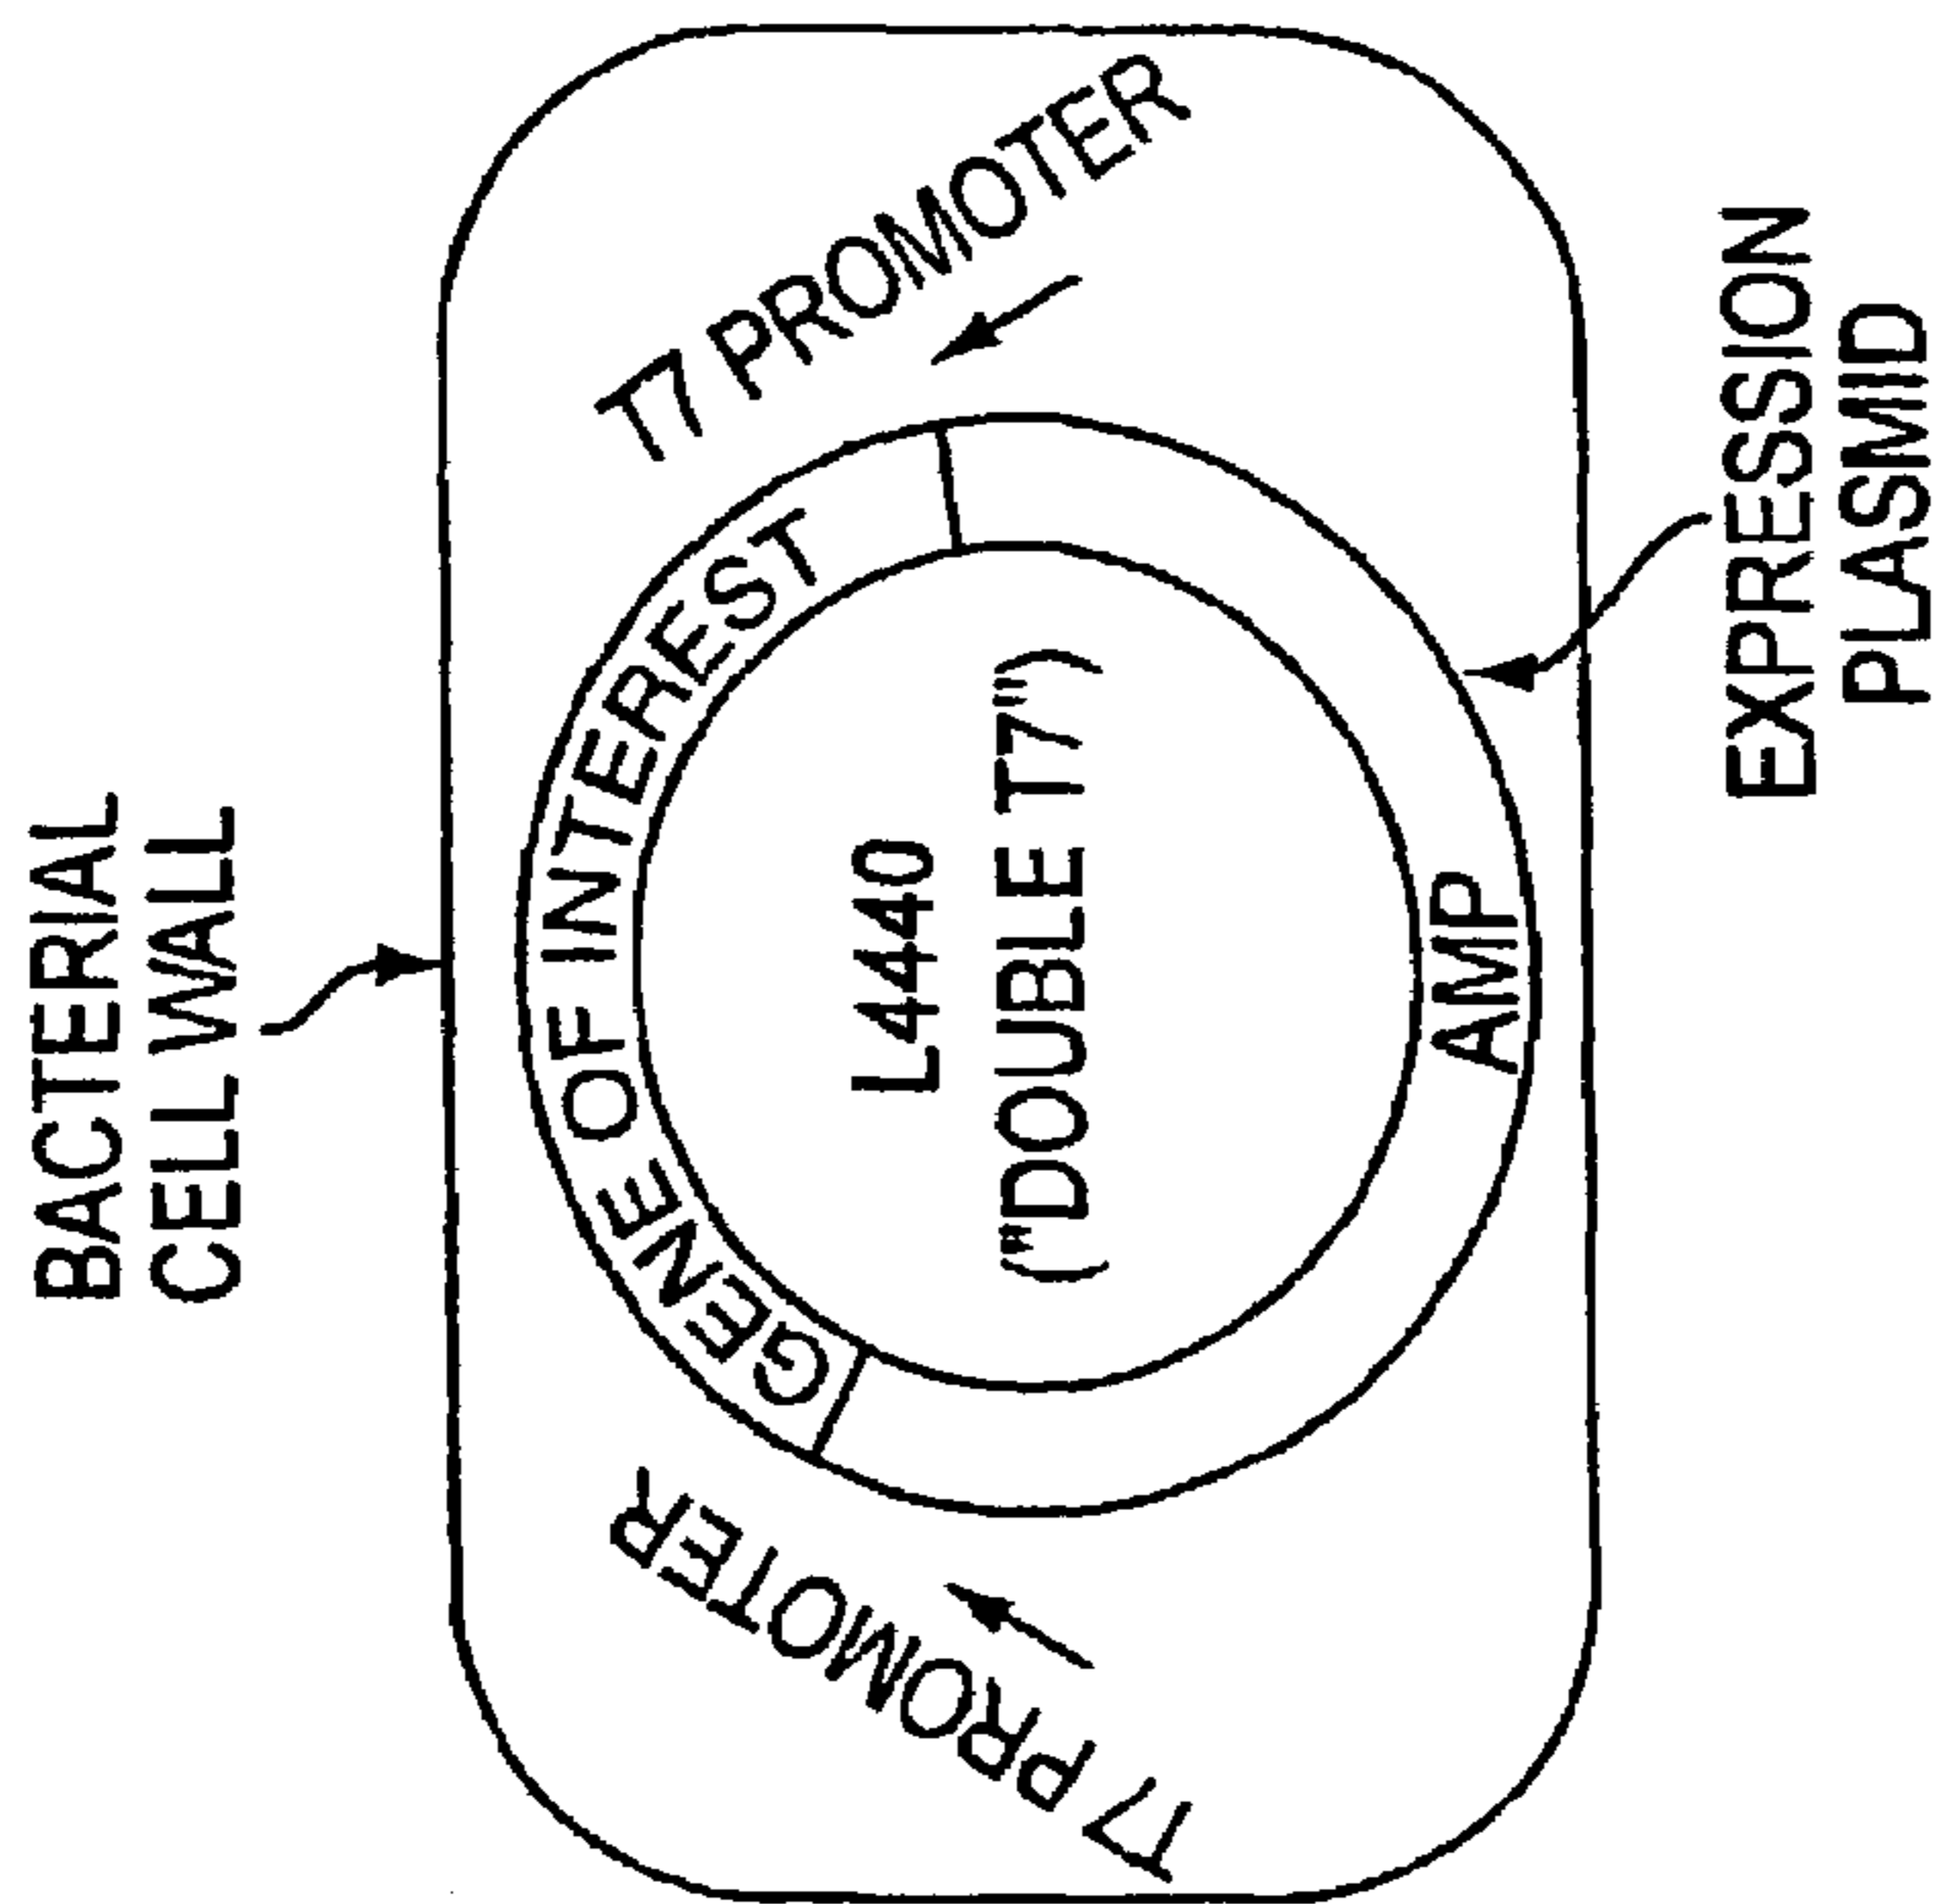 BACTERIAL
CELL WALL
T7 PROMOTER
GENE OF INTEREST
T7 PROMOTER
L4440
("DOUBLE T7")
AMP
EXPRESSION
PLASMID